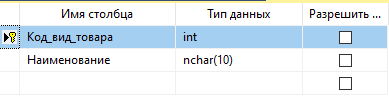 Имя столбца Тип данных Разрешить ...
Код_вид_товара int
Наименование nchar(10)